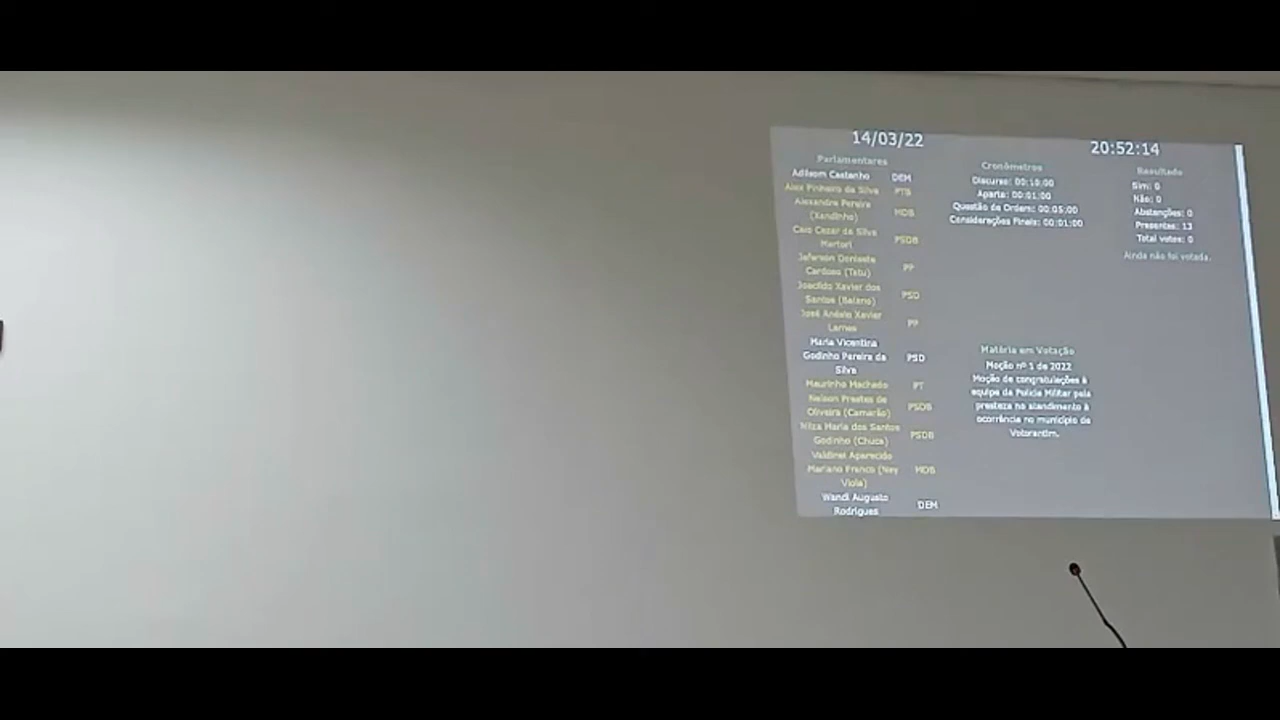 14/03/22
20:52:14
Parlamentares
Adilsom Castanho DEM
Alex Pinheiro da Silva PTB
Alexandre Pereira
(Xandinho) MDB
Caio Cezar da Silva
Martori PSDB
Jeferson Donisete
Cardoso (Tatu) PP
Joacildo Xavier dos
Santos (Baiano) PSD
José Anésio Xavier
Lemes PP
Maria Vicentina
Godinho Pereira da
Silva PSD
Maurinho Machado PT
Nelson Prestes de
Oliveira (Camarão) PSDB
Nilza Maria dos Santos
Godinho (Chuca) PSDB
Valdinei Aparecido
Mariano Franco (Ney
Viola) MDB
Wandi Augusto
Rodrigues DEM
Cronômetros
Discurso: 00:10:00
Aparte: 00:01:00
Questão de Ordem: 00:05:00
Considerações Finais: 00:01:00
Matéria em Votação
Moção nº 1 de 2022
Moção de congratulações à
equipe da Polícia Militar pela
presteza no atendimento à
ocorrência no município de
Votorantim.
Resultado
Sim: 0
Não: 0
Abstenções: 0
Presentes: 13
Total votos: 0
Ainda não foi votada.